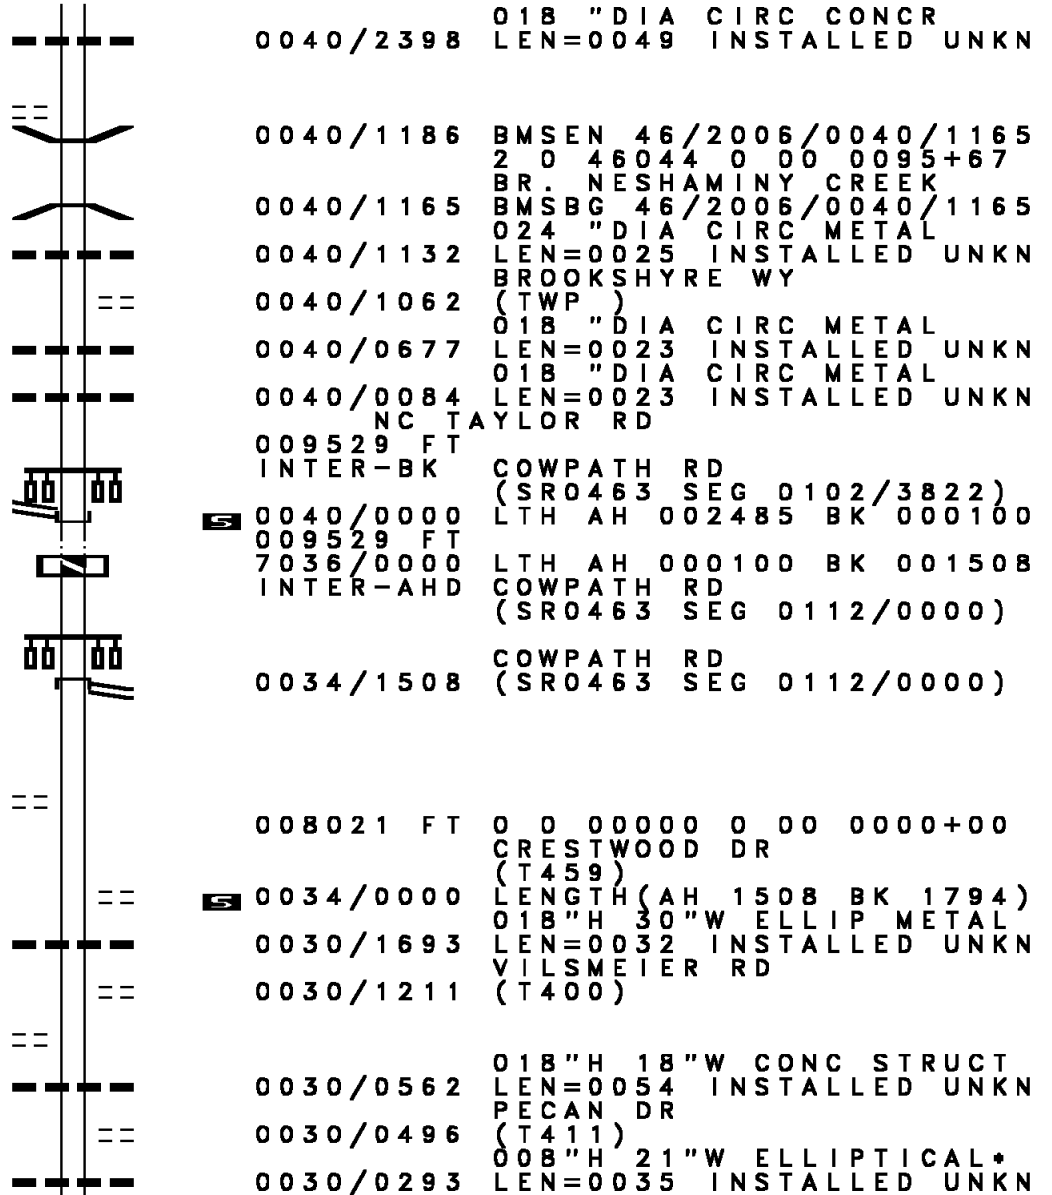 018 "DIA CIRC CONCR
0040/2398 LEN=0049 INSTALLED UNKN
0040/1186 BMSEN 46/2006/0040/1165
2 0 46044 0 00 0095+67
BR. NESHAMINY CREEK
0040/1165 BMSBG 46/2006/0040/1165
024 "DIA CIRC METAL
0040/1132 LEN=0025 INSTALLED UNKN
BROOKSHYRE WY
0040/1062 (TWP )
018 "DIA CIRC METAL
0040/0677 LEN=0023 INSTALLED UNKN
018 "DIA CIRC METAL
0040/0084 LEN=0023 INSTALLED UNKN
NC TAYLOR RD
009529 FT
INTER-BK COWPATH RD
(SR0463 SEG 0102/3822)
S 0040/0000 LTH AH 002485 BK 000100
009529 FT
7036/0000 LTH AH 000100 BK 001508
INTER-AHD COWPATH RD
(SR0463 SEG 0112/0000)
COWPATH RD
0034/1508 (SR0463 SEG 0112/0000)
008021 FT 0 0 00000 0 00 0000+00
CRESTWOOD DR
(T459)
S 0034/0000 LENGTH(AH 1508 BK 1794)
018"H 30"W ELLIP METAL
0030/1693 LEN=0032 INSTALLED UNKN
VILSMEIER RD
0030/1211 (T400)
018"H 18"W CONC STRUCT
0030/0562 LEN=0054 INSTALLED UNKN
PECAN DR
0030/0496 (T411)
008"H 21"W ELLIPTICAL*
0030/0293 LEN=0035 INSTALLED UNKN